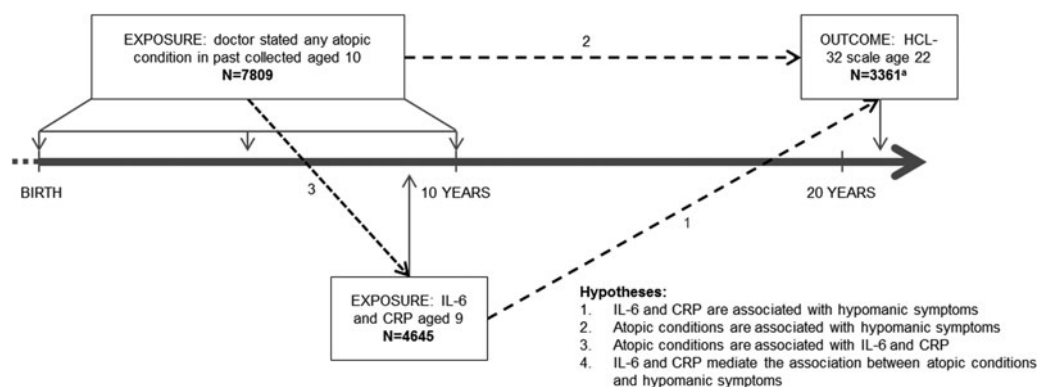 EXPOSURE: doctor stated any atopic
condition in past collected aged 10
N=7809
2
OUTCOME: HCL-
32 scale age 22
N=3361ª
BIRTH
3
10 YEARS
20 YEARS
1
EXPOSURE: IL-6
and CRP aged 9
N=4645
Hypotheses:
1. IL-6 and CRP are associated with hypomanic symptoms
2. Atopic conditions are associated with hypomanic symptoms
3. Atopic conditions are associated with IL-6 and CRP
4. IL-6 and CRP mediate the association between atopic conditions
and hypomanic symptoms